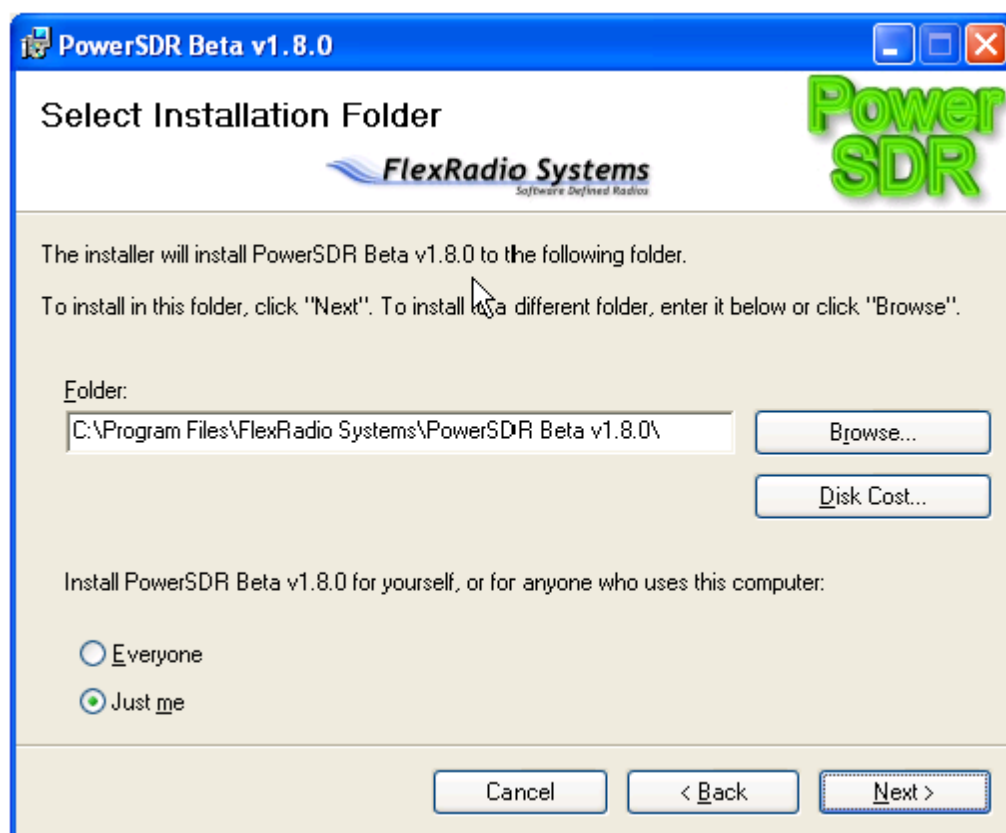 PowerSDR Beta v1.8.0
Select Installation Folder
Power
SDR
FlexRadio Systems
Software Defined Radios
The installer will install PowerSDR Beta v1.8.0 to the following folder.
To install in this folder, click "Next". To install to a different folder, enter it below or click "Browse".
Folder:
C:\Program Files\FlexRadio Systems\PowerSDR Beta v1.8.0\
Browse...
Disk Cost...
Install PowerSDR Beta v1.8.0 for yourself, or for anyone who uses this computer:
Everyone
Just me
Cancel
< Back
Next >